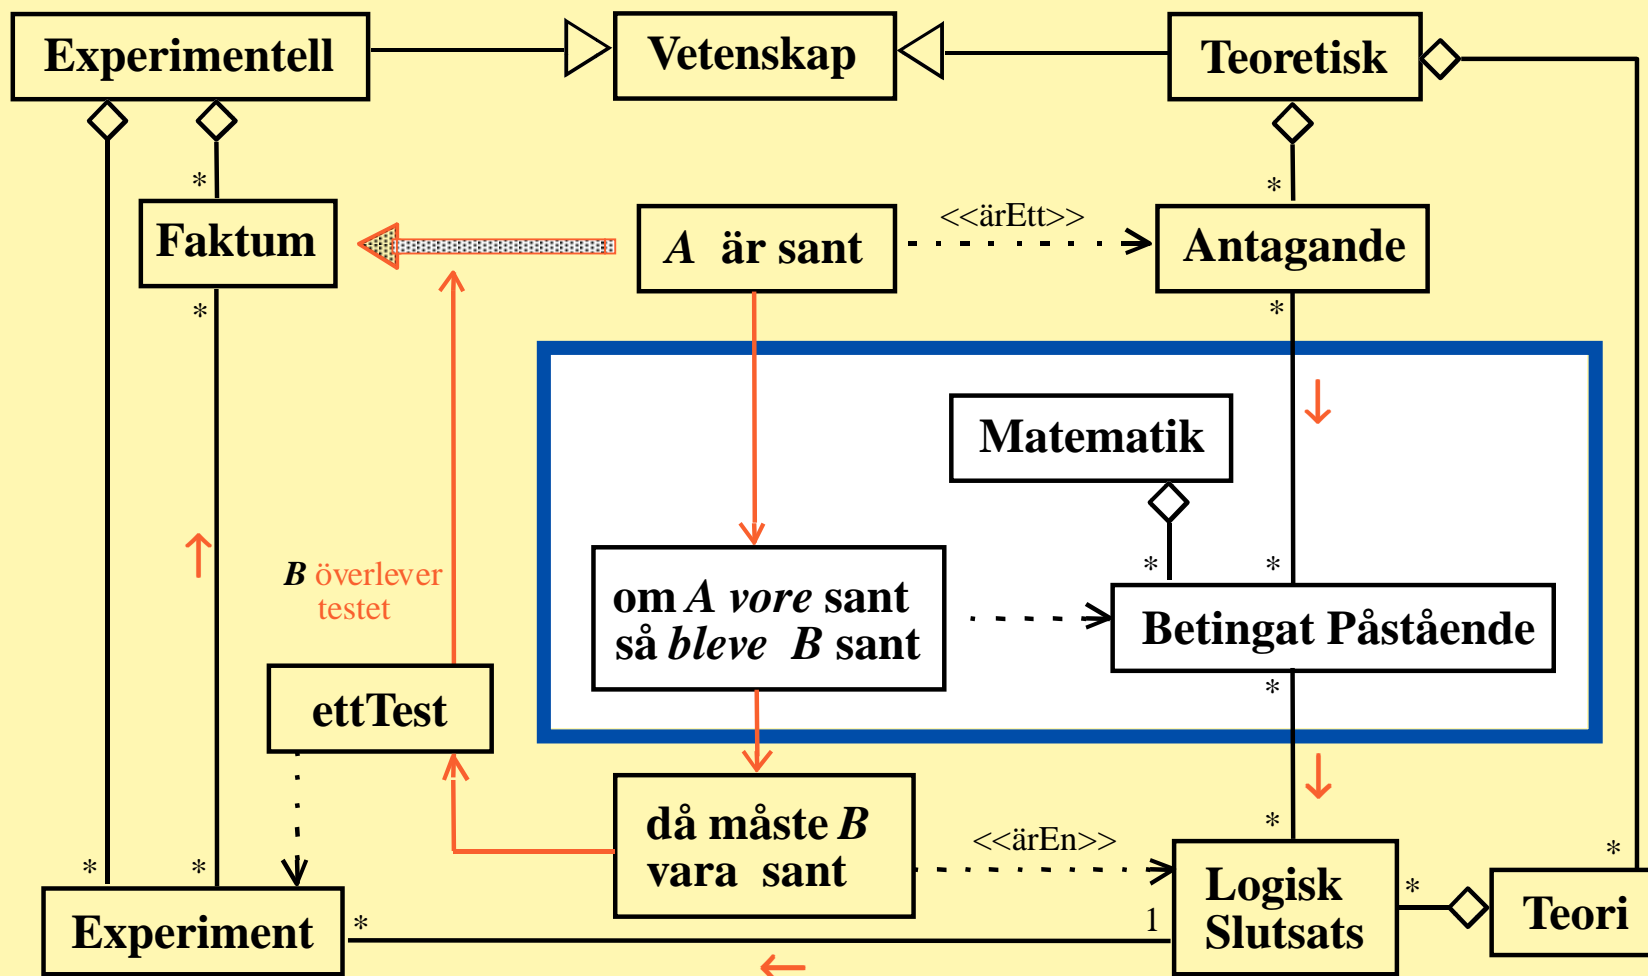 Experimentell
Vetenskap
Teoretisk
*
*
<<ärEtt>>
Faktum
A är sant
Antagande
*
*
Matematik
*
*
B överlever
testet
om A vore sant
så bleve B sant
Betingat Påstående
*
ettTest
då måste B
vara sant
<<ärEn>>
*
*
*
*
*
Logisk
Slutsats
Teori
Experiment
*
1